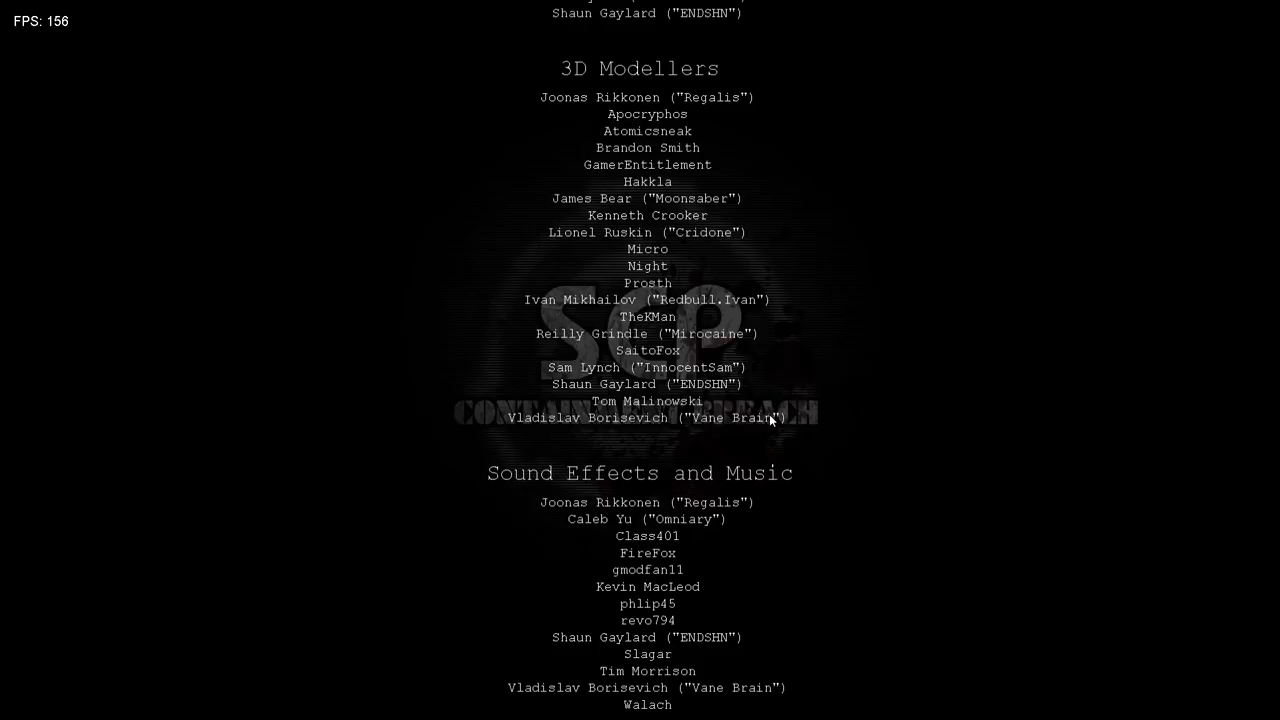 FPS: 156
Shaun Gaylard ("ENDSHN")
3D Modellers
Joonas Rikkonen ("Regalis")
Apocryphos
Atomicsneak
Brandon Smith
GamerEntitlement
Hakkla
James Bear ("Moonsaber")
Kenneth Crooker
Lionel Ruskin ("Cridone")
Micro
Night
Prosth
Ivan Mikhailov ("Redbull.Ivan")
TheKMan
Reilly Grindle ("Mirocaine")
SCP
SaitoFox
Sam Lynch ("InnocentSam")
Shaun Gaylard ("ENDSHN")
Tom Malinowski
CONTAINMENT BREACH
Vladislav Borisevich ("Vane Brain")
Sound Effects and Music
Joonas Rikkonen ("Regalis")
Caleb Yu ("Omniary")
Class401
FireFox
gmodfan11
Kevin MacLeod
phlip45
revo794
Shaun Gaylard ("ENDSHN")
Slagar
Tim Morrison
Vladislav Borisevich ("Vane Brain")
Walach